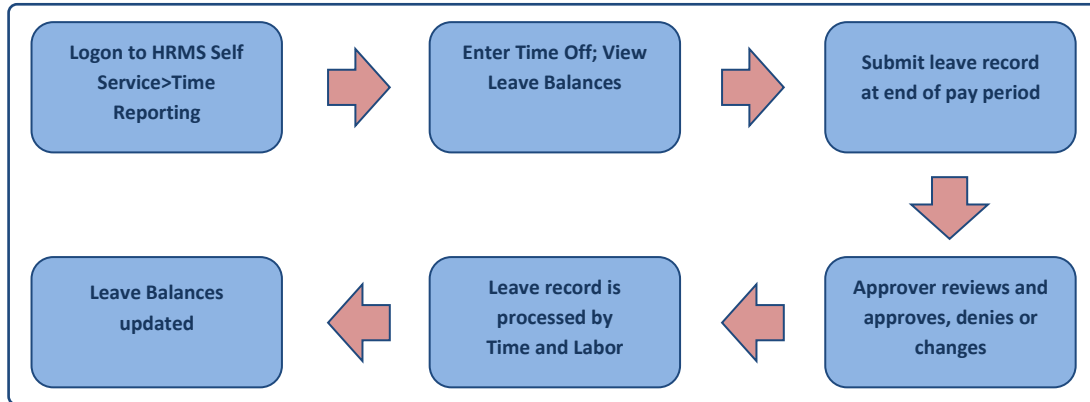 Logon to HRMS Self
Service>Time
Reporting
Enter Time Off; View
Leave Balances
Submit leave record
at end of pay period
Approver reviews and
approves, denies or
changes
Leave record is
processed by
Time and Labor
Leave Balances
updated